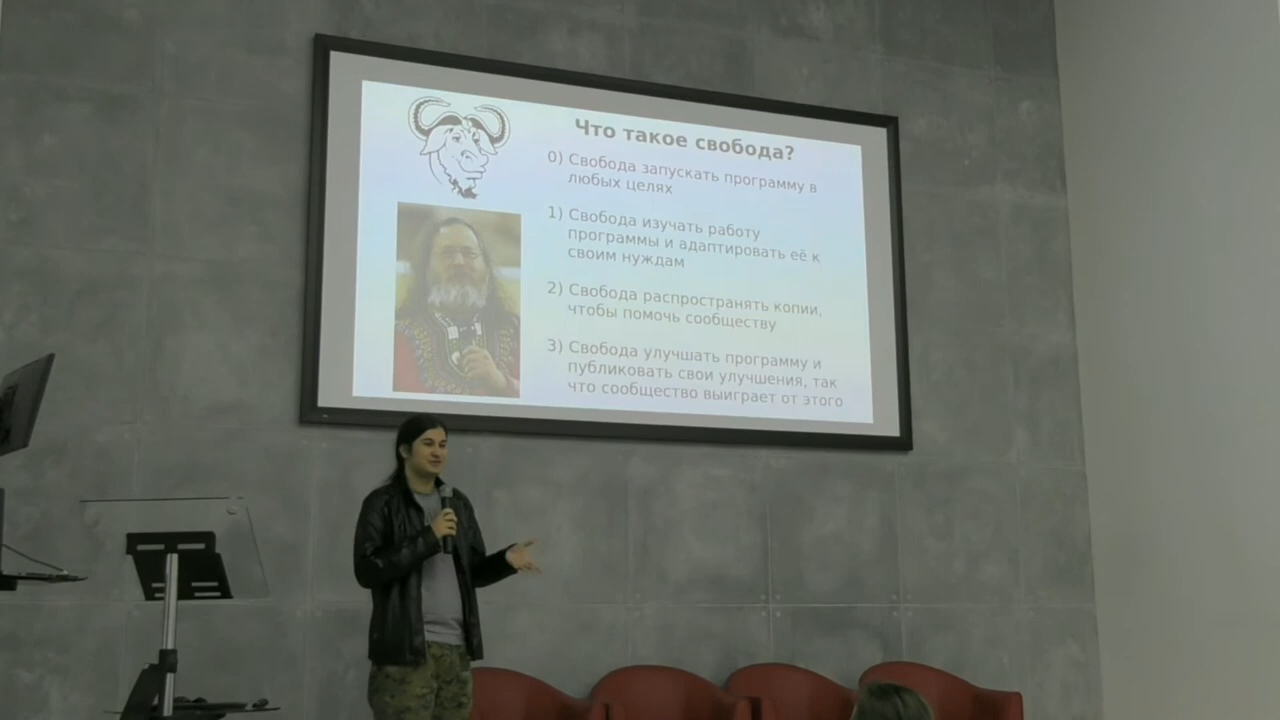 Что такое свобода?
0) Свобода запускать программу в
любых целях
1) Свобода изучать работу
программы и адаптировать её к
своим нуждам
2) Свобода распространять копии,
чтобы помочь сообществу
3) Свобода улучшать программу и
публиковать свои улучшения, так
что сообщество выиграет от этого